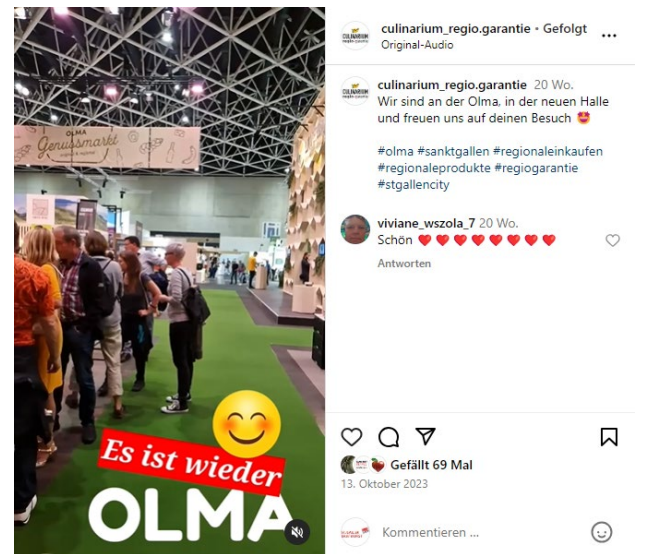 OLMA
Genussmarkt
Es ist wieder
OLMA
culinarium_regio.garantie • Gefolgt
Original-Audio
culinarium_regio.garantie 20 Wo.
Wir sind an der Olma, in der neuen Halle
und freuen uns auf deinen Besuch 🤩
#olma #sanktgallen #regionaleinkaufen
#regionaleprodukte #regiogarantie
#stgallencity
viviane_wszola_7 20 Wo.
Schön ❤️❤️❤️❤️❤️❤️❤️❤️
Antworten
Gefällt 69 Mal
13. Oktober 2023
Kommentieren ...